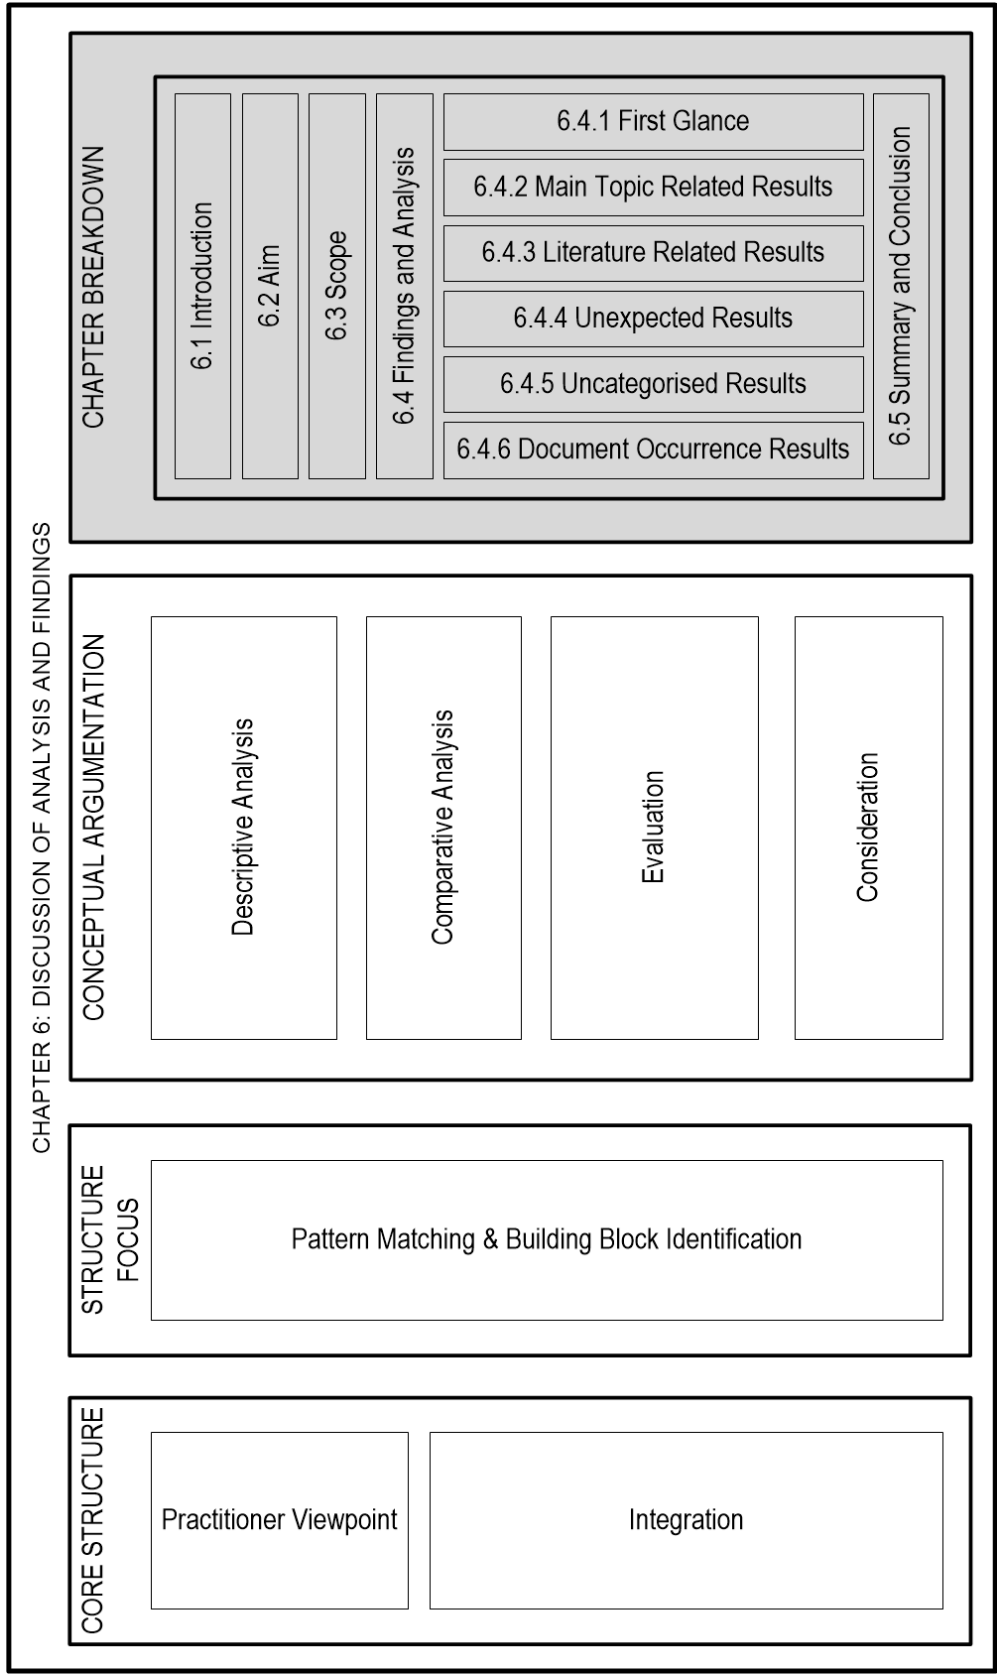 CHAPTER 6: DISCUSSION OF ANALYSIS AND FINDINGS
CORE STRUCTURE
Practitioner Viewpoint
Integration
STRUCTURE
FOCUS
Pattern Matching & Building Block Identification
CONCEPTUAL ARGUMENTATION
Descriptive Analysis
Comparative Analysis
Evaluation
Consideration
CHAPTER BREAKDOWN
6.1 Introduction
6.2 Aim
6.3 Scope
6.4 Findings and Analysis
6.4.1 First Glance
6.4.2 Main Topic Related Results
6.4.3 Literature Related Results
6.4.4 Unexpected Results
6.4.5 Uncategorised Results
6.4.6 Document Occurrence Results
6.5 Summary and Conclusion